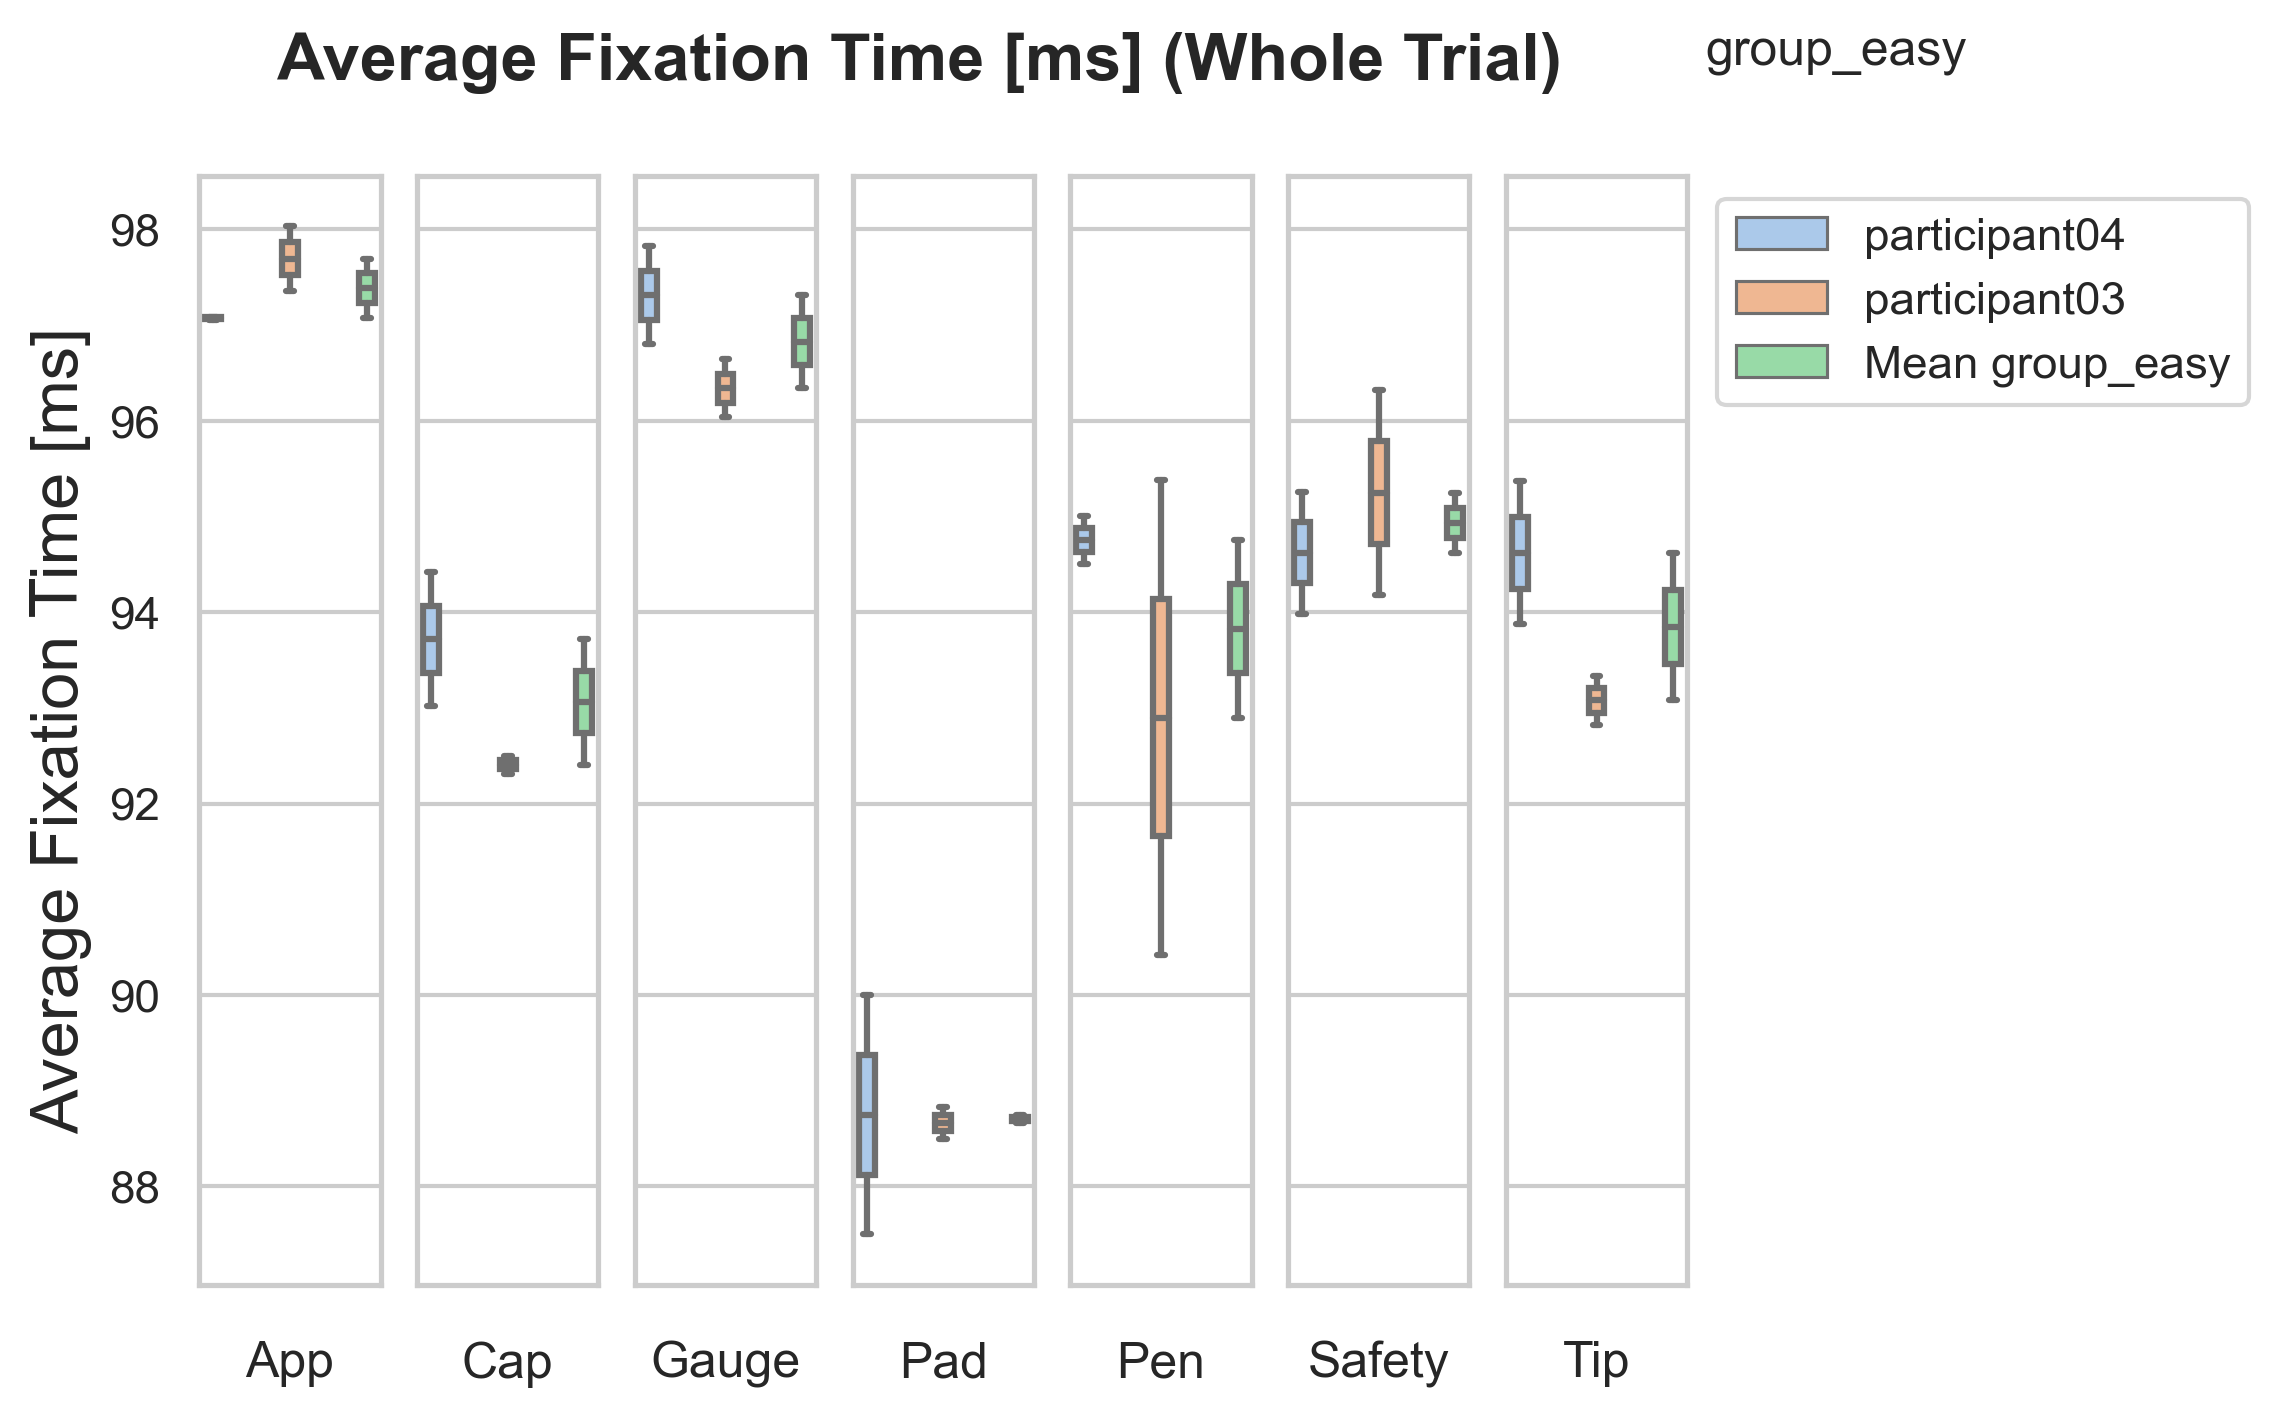 Average Fixation Time [ms] (Whole Trial)
group_easy
participant04
participant03
Mean group_easy
Average Fixation Time [ms]
98
96
94
92
90
88
App
Cap
Gauge
Pad
Pen
Safety
Tip